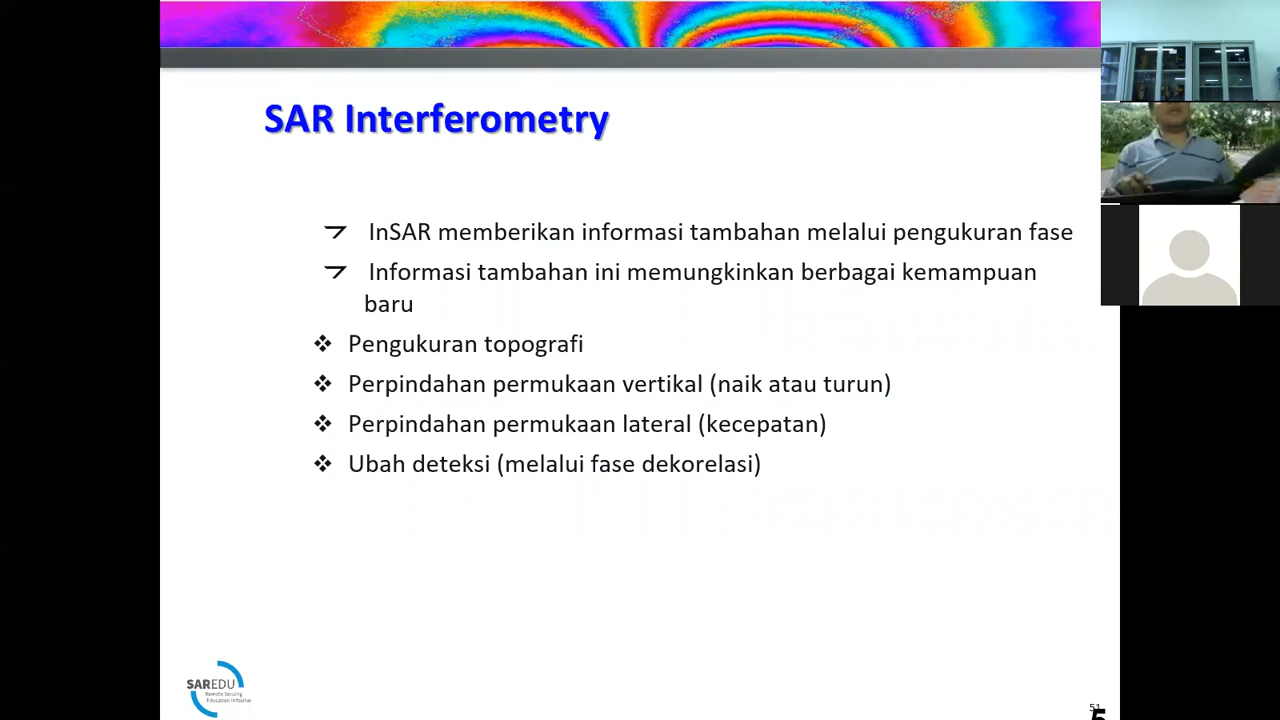 SAR Interferometry
InSAR memberikan informasi tambahan melalui pengukuran fase
Informasi tambahan ini memungkinkan berbagai kemampuan
baru
Pengukuran topografi
Perpindahan permukaan vertikal (naik atau turun)
Perpindahan permukaan lateral (kecepatan)
Ubah deteksi (melalui fase dekorelasi)
SAREDU
Remote Sensing
Education Initiative
51
5